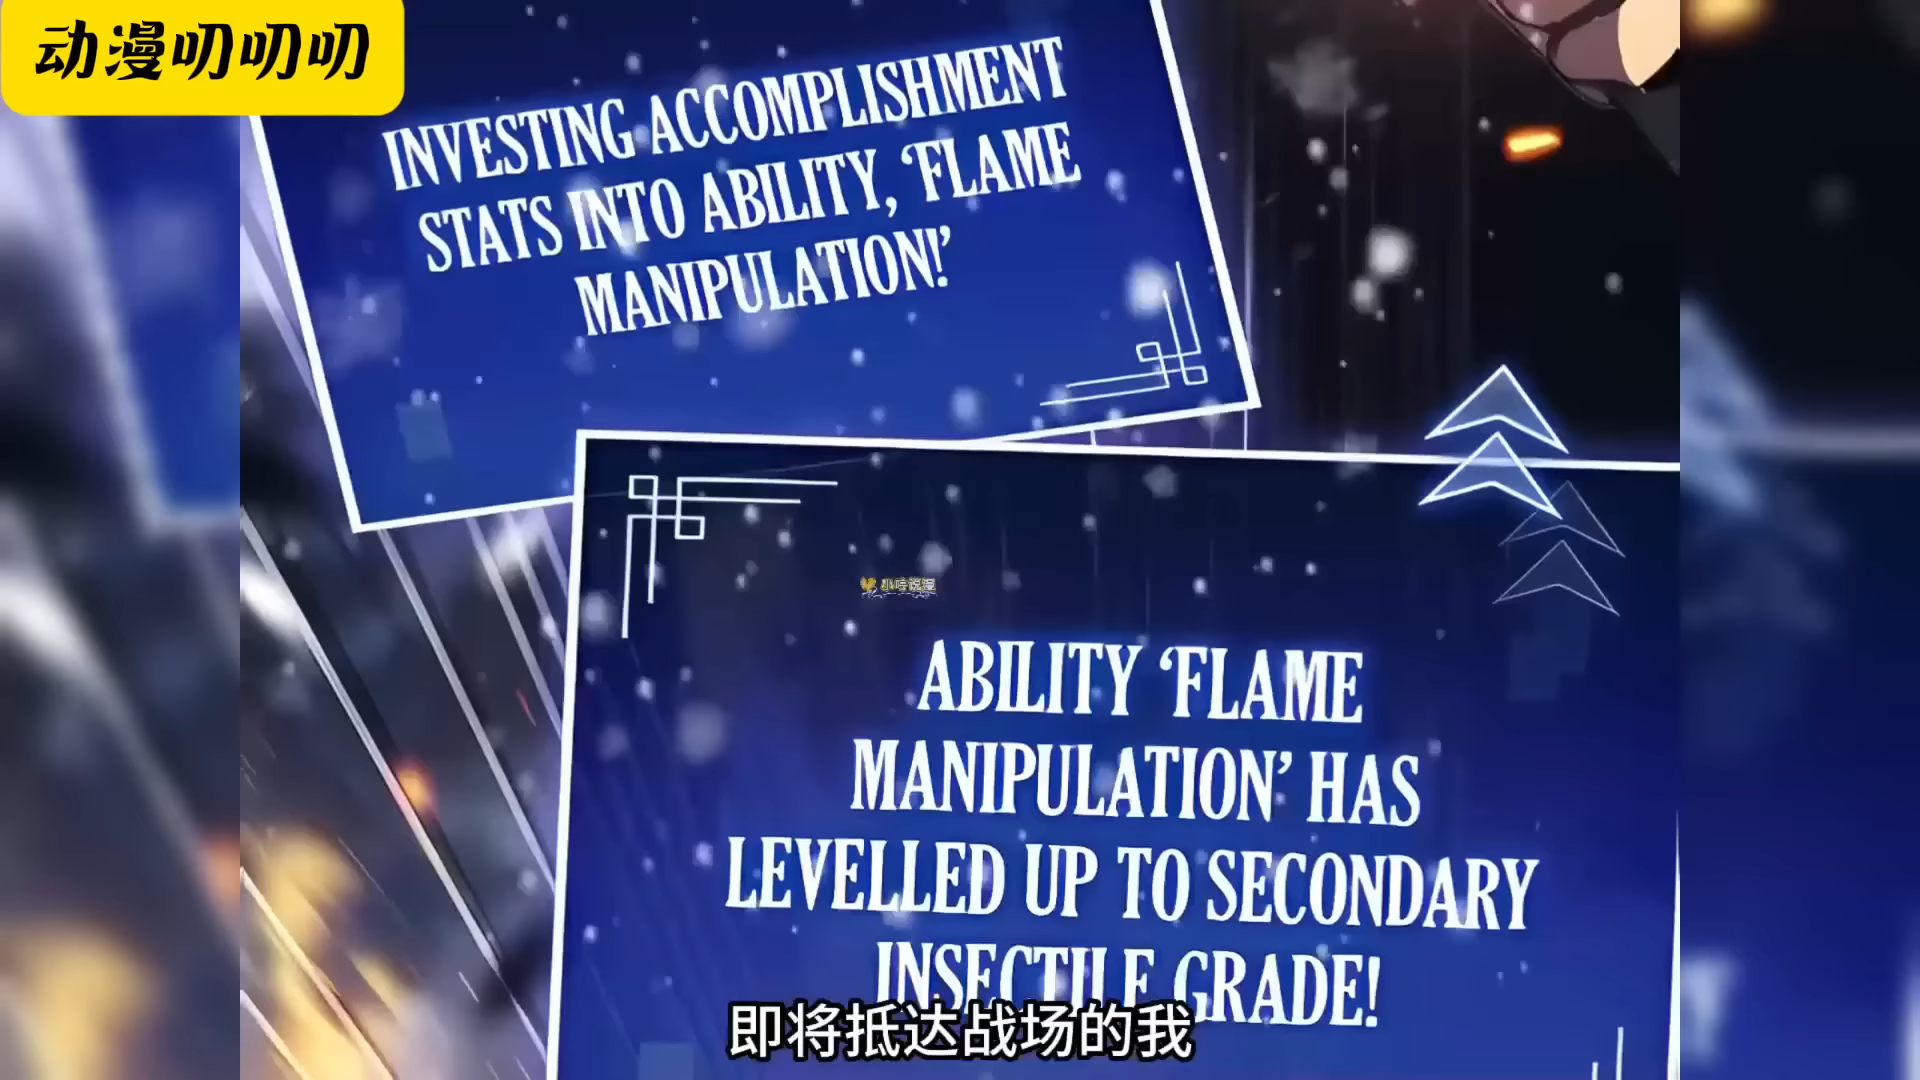 动漫叨叨叨
INVESTING ACCOMPLISHMENT
STATS INTO ABILITY, ‘FLAME
MANIPULATION!’
ABILITY ‘FLAME
MANIPULATION’ HAS
LEVELLED UP TO SECONDARY
INSECTILE GRADE!
即将抵达战场的我